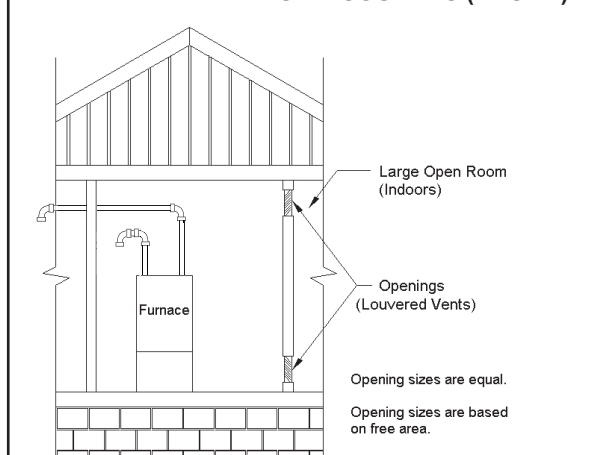 Large Open Room
(Indoors)
Furnace
Openings
(Louvered Vents)
Opening sizes are equal.
Opening sizes are based
on free area.